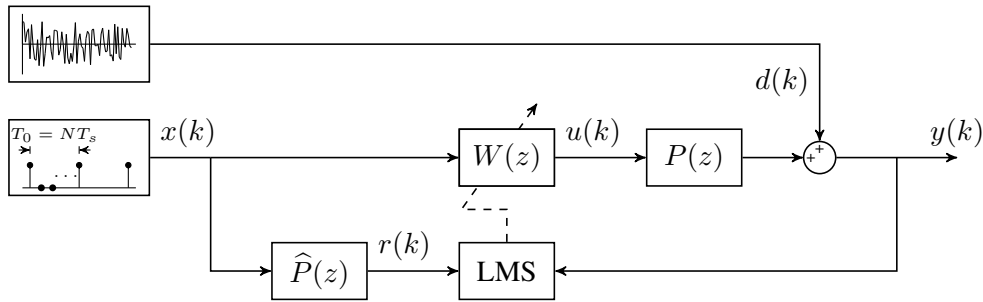 d(k)
T_0 = NT_s
x(k)
· · ·
W(z)
u(k)
P(z)
+
+
y(k)
\widehat{P}(z)
r(k)
LMS